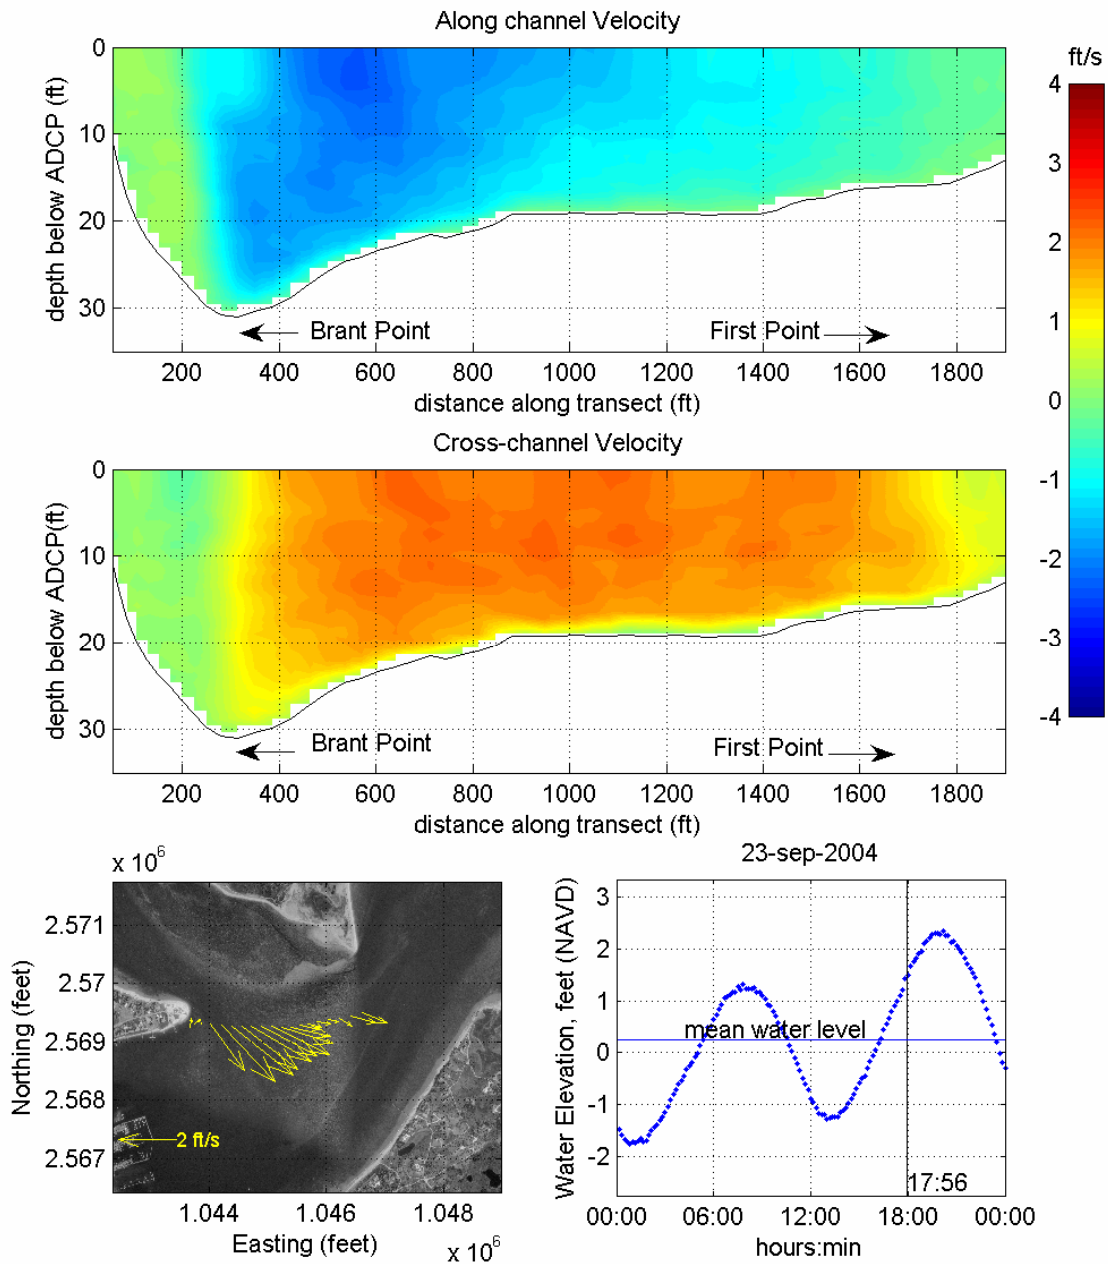 Along channel Velocity
ft/s
depth below ADCP (ft)
0
10
20
30
Brant Point
First Point
200 400 600 800 1000 1200 1400 1600 1800
distance along transect (ft)
4
3
2
1
0
-1
-2
-3
-4
Cross-channel Velocity
depth below ADCP(ft)
0
10
20
30
Brant Point
First Point
200 400 600 800 1000 1200 1400 1600 1800
distance along transect (ft)
x 10⁶
Northing (feet)
2.571
2.57
2.569
2.568
2.567
2 ft/s
1.044 1.046 1.048
Easting (feet)
x 10⁶
23-sep-2004
Water Elevation, feet (NAVD)
3
2
1
0
-1
-2
mean water level
17:56
00:00 06:00 12:00 18:00 00:00
hours:min